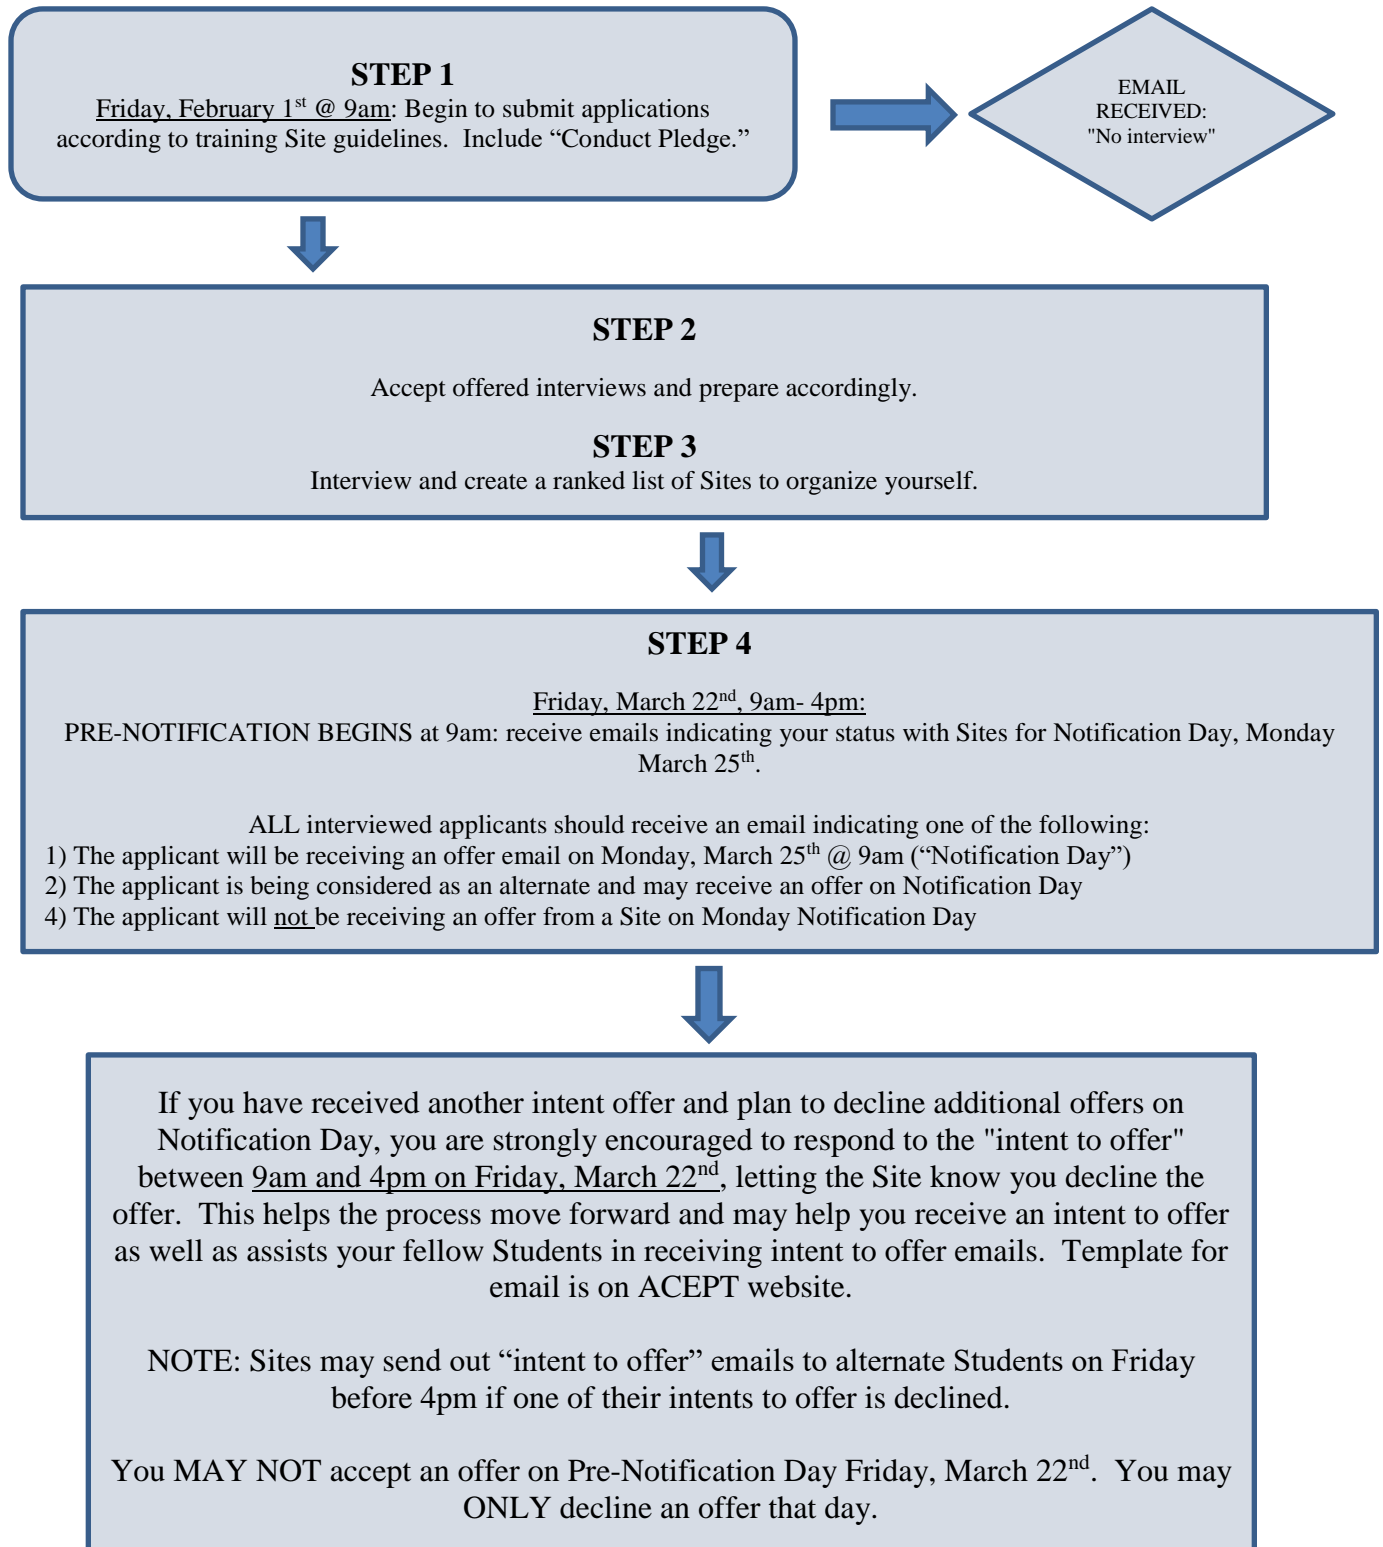 STEP 1
Friday, February 1st @ 9am: Begin to submit applications
according to training Site guidelines.  Include “Conduct Pledge.”
EMAIL
RECEIVED:
"No interview"
STEP 2
Accept offered interviews and prepare accordingly.
STEP 3
Interview and create a ranked list of Sites to organize yourself.
STEP 4
Friday, March 22nd, 9am- 4pm:
PRE-NOTIFICATION BEGINS at 9am: receive emails indicating your status with Sites for Notification Day, Monday
March 25th.
ALL interviewed applicants should receive an email indicating one of the following:
1) The applicant will be receiving an offer email on Monday, March 25th @ 9am (“Notification Day”)
2) The applicant is being considered as an alternate and may receive an offer on Notification Day
4) The applicant will not be receiving an offer from a Site on Monday Notification Day
If you have received another intent offer and plan to decline additional offers on
Notification Day, you are strongly encouraged to respond to the "intent to offer"
between 9am and 4pm on Friday, March 22nd, letting the Site know you decline the
offer.  This helps the process move forward and may help you receive an intent to offer
as well as assists your fellow Students in receiving intent to offer emails.  Template for
email is on ACEPT website.
NOTE: Sites may send out “intent to offer” emails to alternate Students on Friday
before 4pm if one of their intents to offer is declined.
You MAY NOT accept an offer on Pre-Notification Day Friday, March 22nd.  You may
ONLY decline an offer that day.